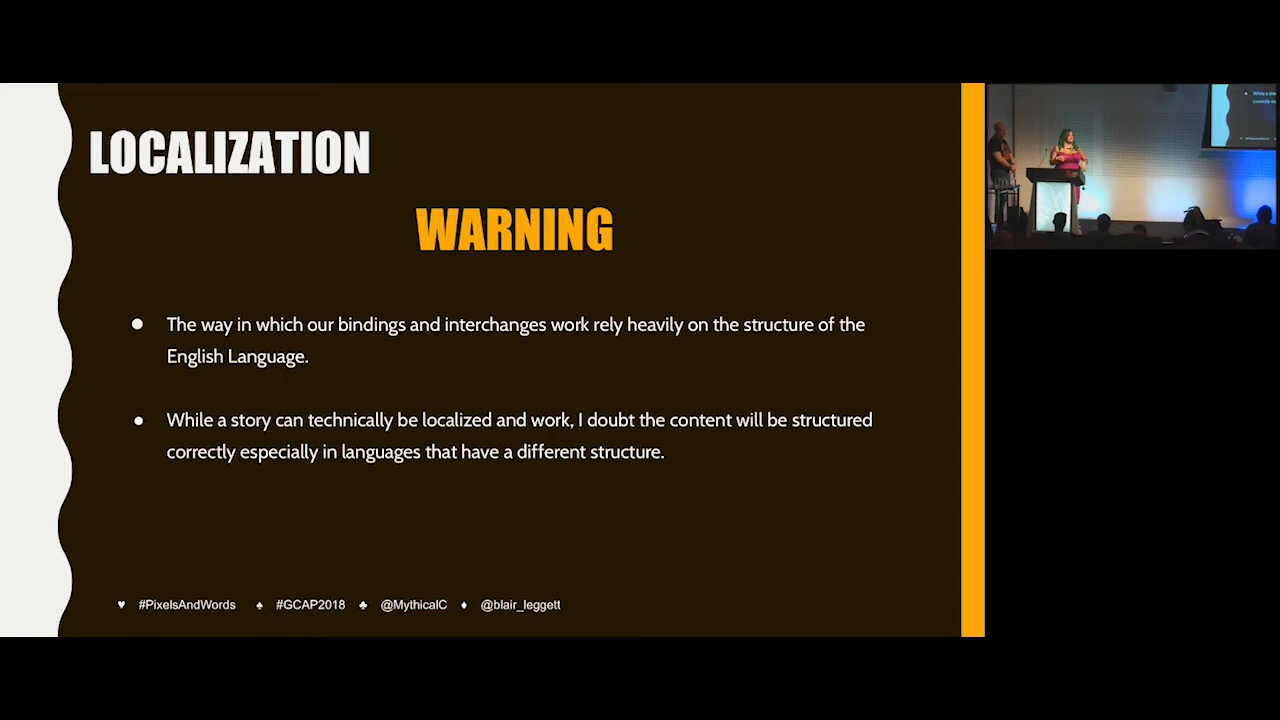 LOCALIZATION
WARNING
● The way in which our bindings and interchanges work rely heavily on the structure of the
English Language.
● While a story can technically be localized and work, I doubt the content will be structured
correctly especially in languages that have a different structure.
♥ #PixelsAndWords ♠ #GCAP2018 ♣ @MythicalC ♦ @blair_leggett